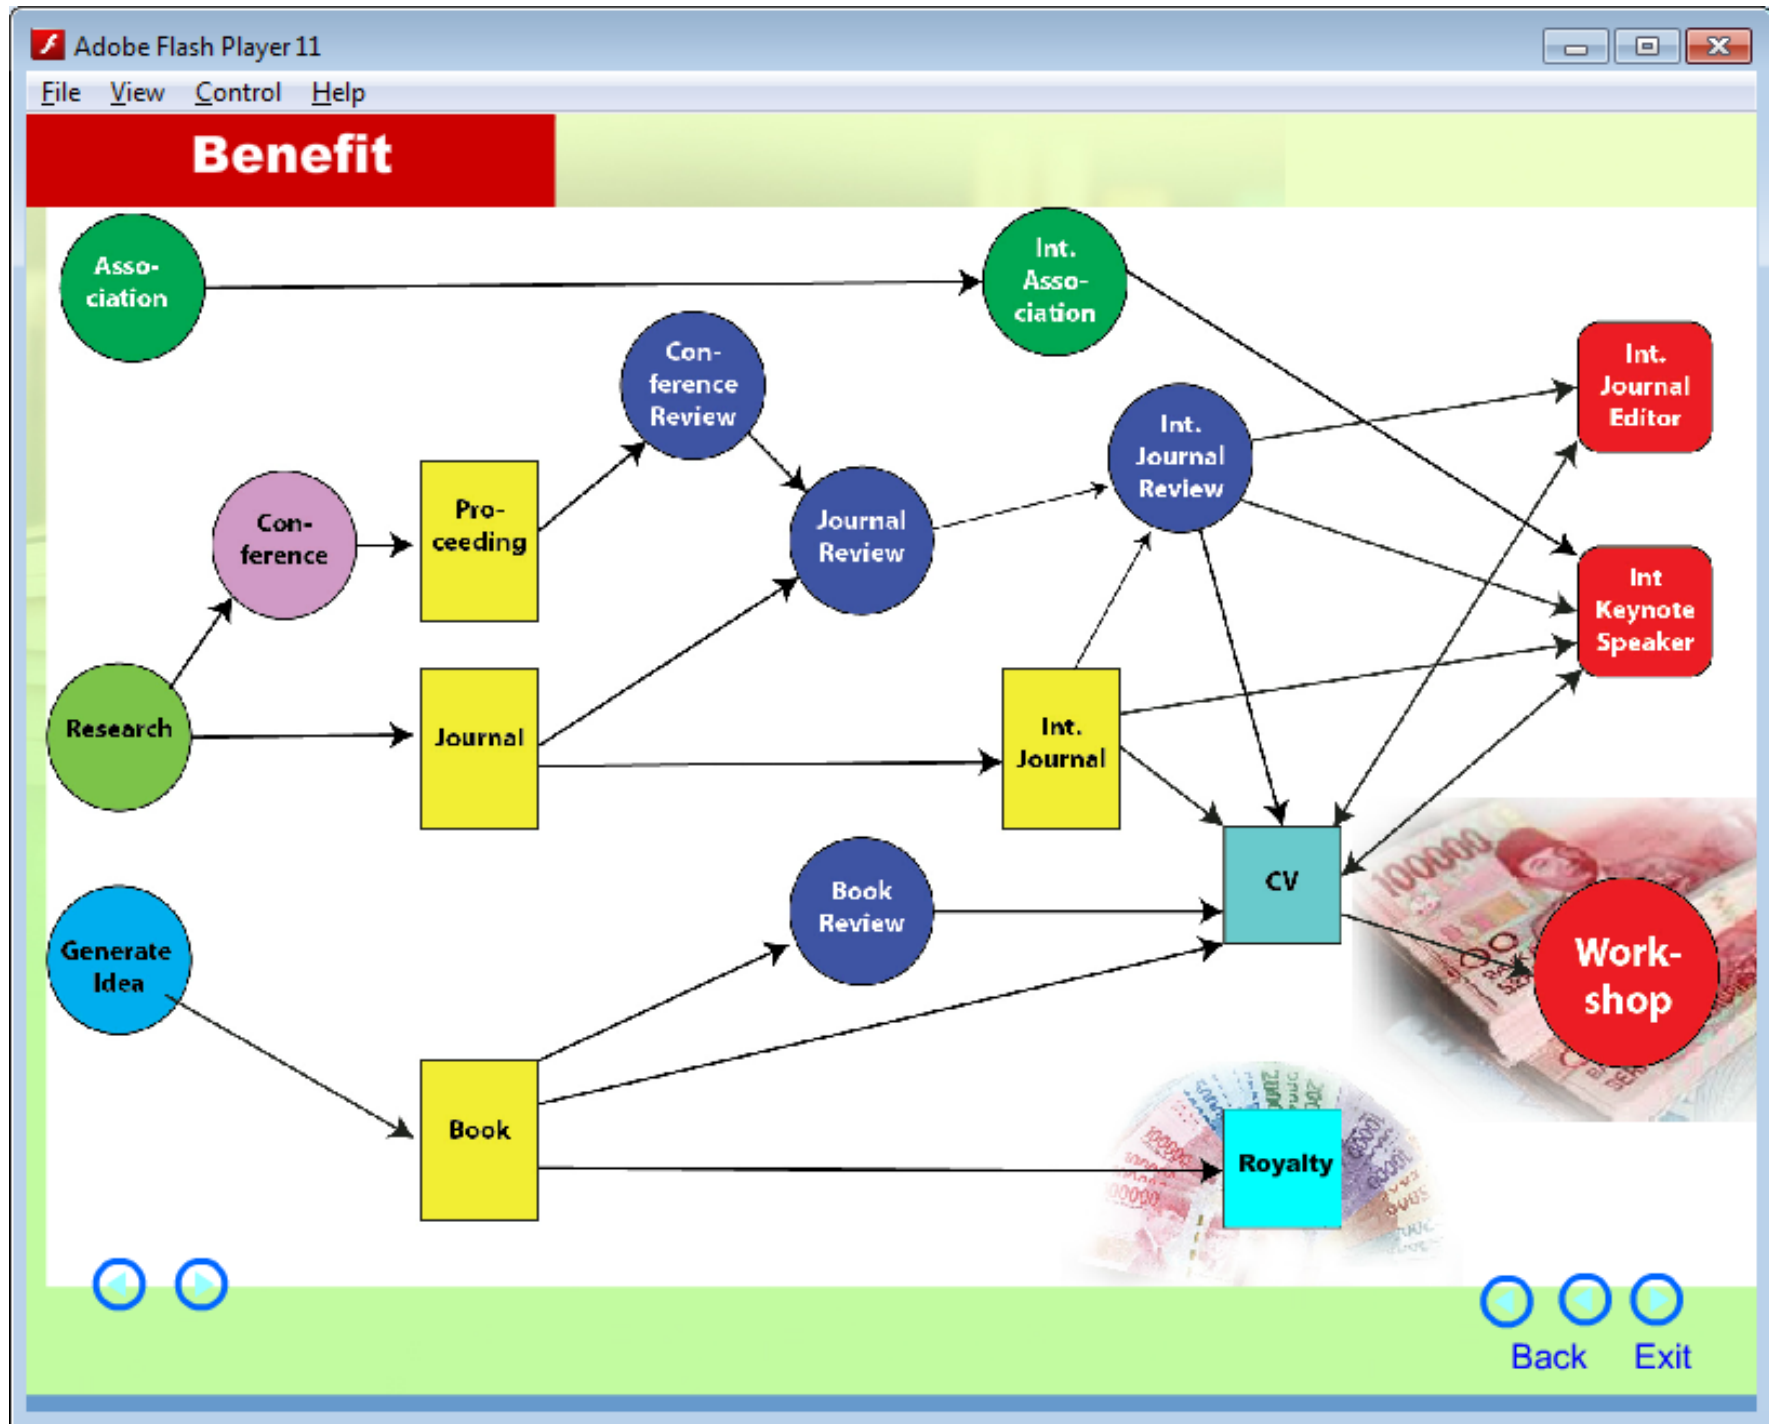 Adobe Flash Player 11
File View Control Help
Benefit
Asso-
ciation
Int.
Asso-
ciation
Con-
ference
Review
Int.
Journal
Editor
Int.
Journal
Review
Pro-
ceeding
Con-
ference
Journal
Review
Int
Keynote
Speaker
Research
Journal
Int.
Journal
Book
Review
CV
100000
Generate
Idea
Work-
shop
Book
Royalty
Back Exit